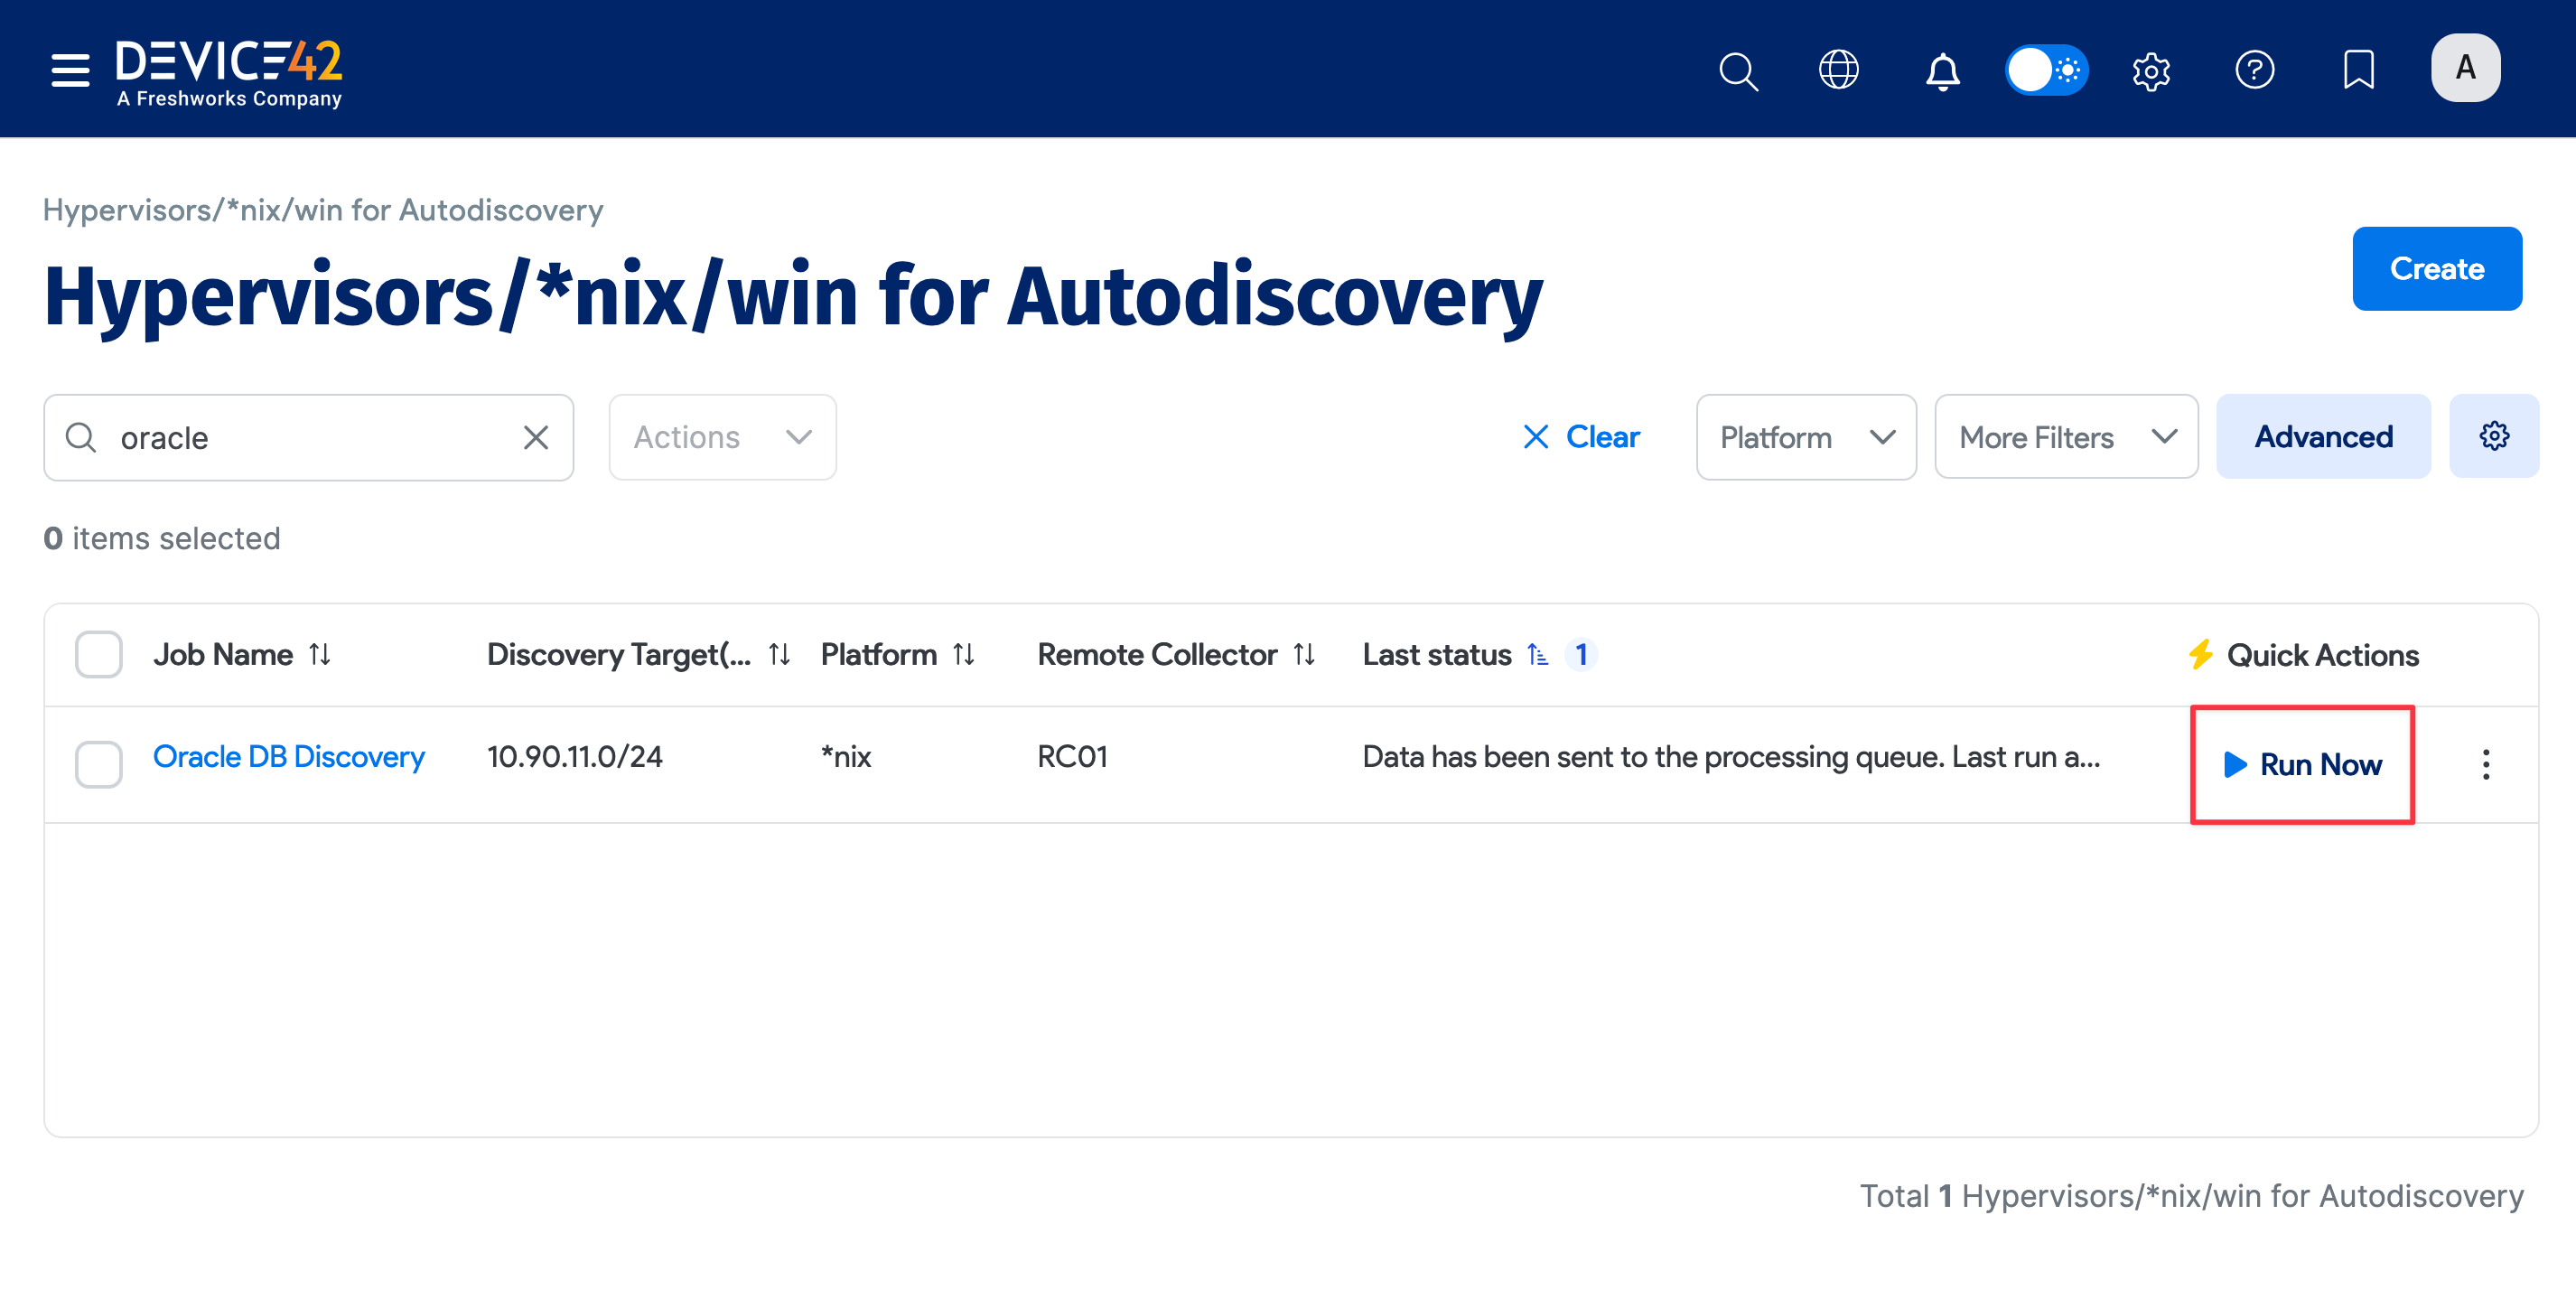 DEVICE42
A Freshworks Company
A
Hypervisors/*nix/win for Autodiscovery
Hypervisors/*nix/win for Autodiscovery
Create
oracle
Actions
Clear
Platform
More Filters
Advanced
0 items selected
Job Name
Discovery Target(...
Platform
Remote Collector
Last status
1
Quick Actions
Oracle DB Discovery
10.90.11.0/24
*nix
RC01
Data has been sent to the processing queue. Last run a...
Run Now
Total 1 Hypervisors/*nix/win for Autodiscovery